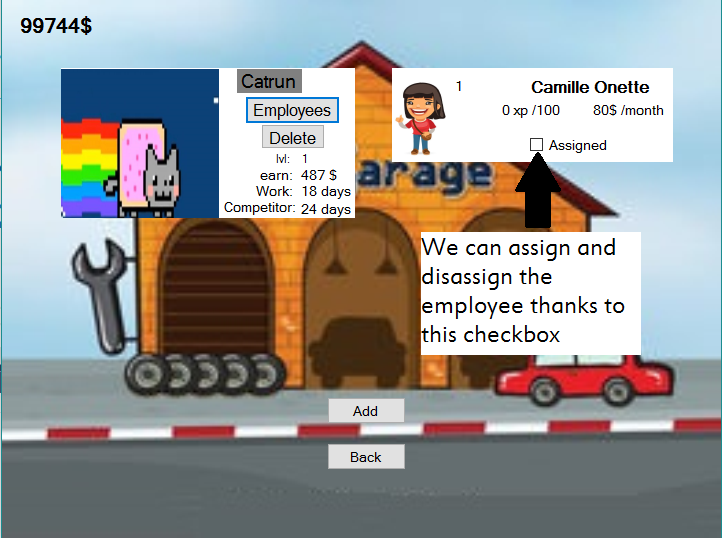 99744$
Catrun
Employees
Delete
lvl: 1
earn: 487 $
Work: 18 days
Competitor: 24 days
1 Camille Onette
0 xp /100 80$ /month
Assigned
arage
We can assign and
disassign the
employee thanks to
this checkbox
Add
Back